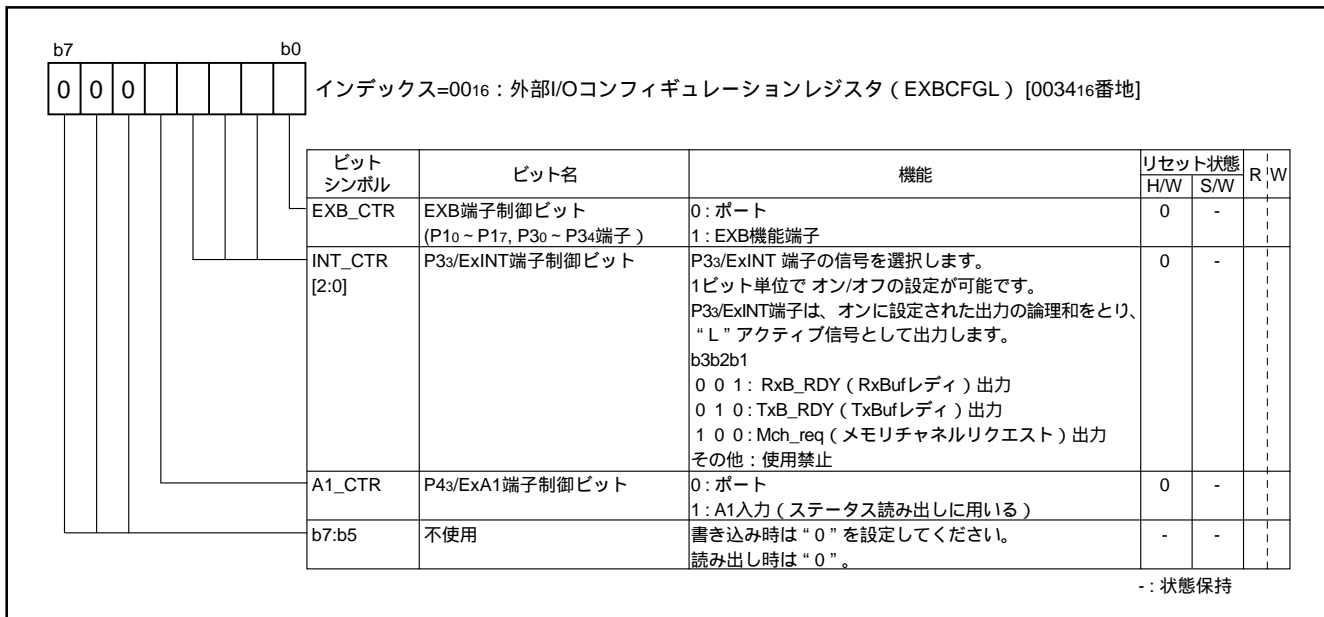 b7 b0
0 0 0 インデックス=0016：外部I/Oコンフィギュレーションレジスタ（EXBCFGL）[003416番地]
ビットシンボル ビット名 機能 リセット状態 R W
H/W S/W
EXB_CTR EXB端子制御ビット 0 : ポート 0 -
(P10 ~ P17, P30 ~ P34端子） 1 : EXB機能端子
INT_CTR P33/ExINT端子制御ビット P33/ExINT 端子の信号を選択します。 0 -
[2:0] 1ビット単位で オン/オフの設定が可能です。
P33/ExINT端子は、オンに設定された出力の論理和をとり、
“ L ” アクティブ信号として出力します。
b3b2b1
0 0 1 : RxB_RDY（RxBufレディ）出力
0 1 0 : TxB_RDY（TxBufレディ）出力
1 0 0 : Mch_req（メモリチャネルリクエスト）出力
その他：使用禁止
A1_CTR P43/ExA1端子制御ビット 0 : ポート 0 -
1 : A1入力（ステータス読み出しに用いる）
b7:b5 不使用 書き込み時は “ 0 ” を設定してください。 - -
読み出し時は “ 0 ” 。
- : 状態保持